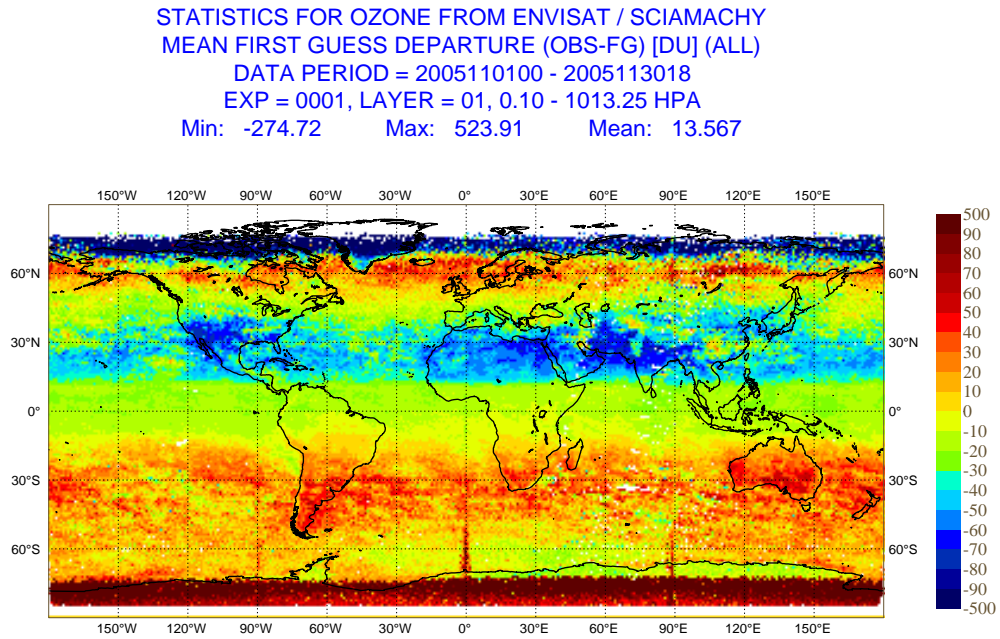 STATISTICS FOR OZONE FROM ENVISAT / SCIAMACHY
MEAN FIRST GUESS DEPARTURE (OBS-FG) [DU] (ALL)
DATA PERIOD = 2005110100 - 2005113018
EXP = 0001, LAYER = 01, 0.10 - 1013.25 HPA
Min: -274.72 Max: 523.91 Mean: 13.567
150°W 120°W 90°W 60°W 30°W 0° 30°E 60°E 90°E 120°E 150°E
60°N 60°N
30°N 30°N
0° 0°
30°S 30°S
60°S 60°S
150°W 120°W 90°W 60°W 30°W 0° 30°E 60°E 90°E 120°E 150°E
500
90
80
70
60
50
40
30
20
10
0
-10
-20
-30
-40
-50
-60
-70
-80
-90
-500